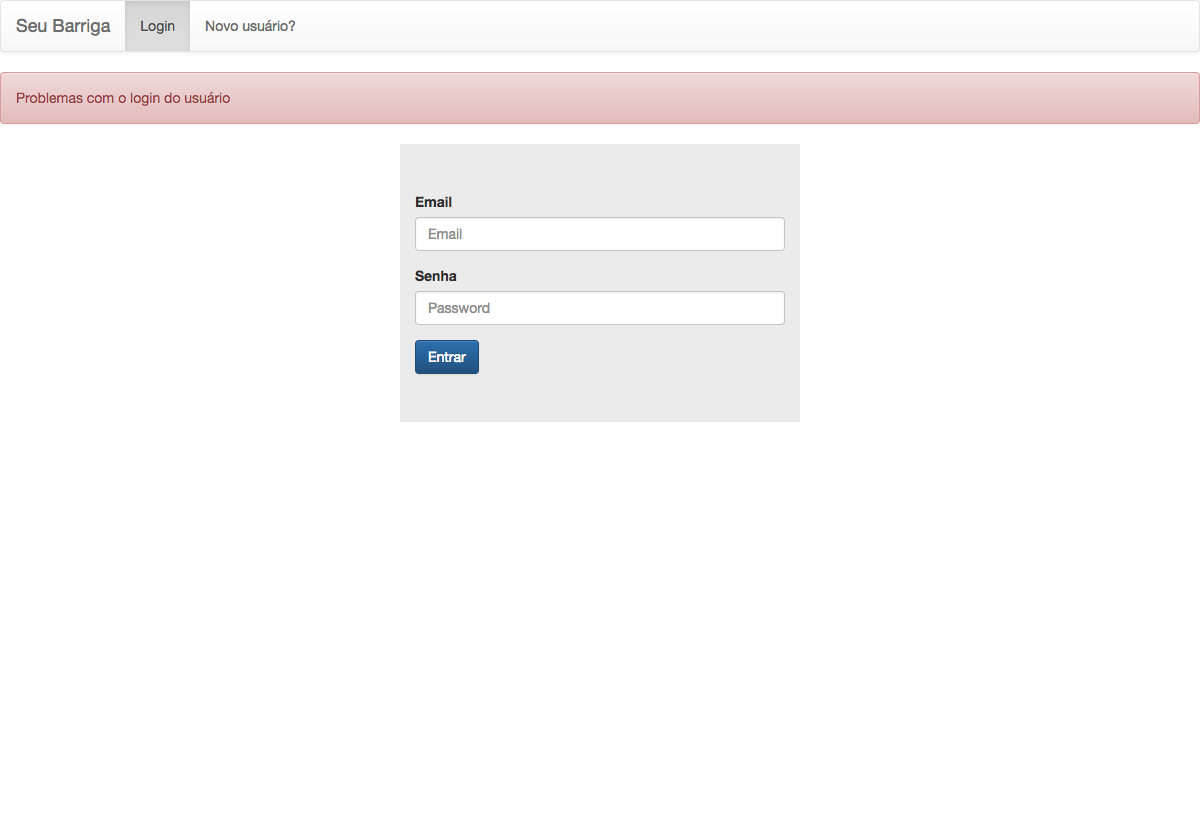 Seu Barriga Login Novo usuário?
Problemas com o login do usuário
Email
Email
Senha
Password
Entrar